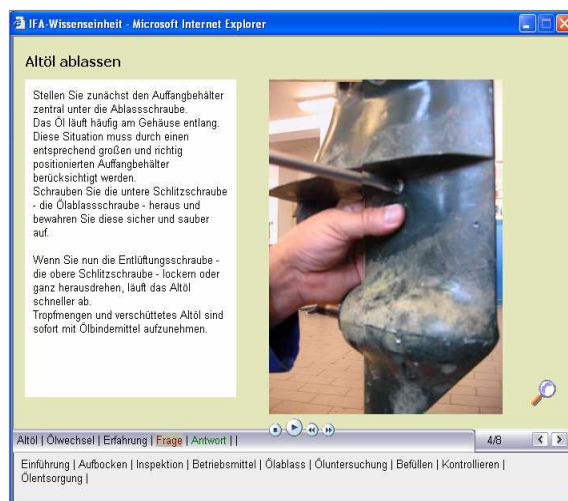 IFA-Wissenseinheit - Microsoft Internet Explorer
Altöl ablassen
Stellen Sie zunächst den Auffangbehälter
zentral unter die Ablassschraube.
Das Öl läuft häufig am Gehäuse entlang.
Diese Situation muss durch einen
entsprechend großen und richtig
positionierten Auffangbehälter
berücksichtigt werden.
Schrauben Sie die untere Schlitzschraube
- die Ölablassschraube - heraus und
bewahren Sie diese sicher und sauber
auf.
Wenn Sie nun die Entlüftungsschraube -
die obere Schlitzschraube - lockern oder
ganz herausdrehen, läuft das Altöl
schneller ab.
Tropfmengen und verschüttetes Altöl sind
sofort mit Ölbindemittel aufzunehmen.
Altöl | Ölwechsel | Erfahrung | Frage | Antwort | |
4/8
Einführung | Aufbocken | Inspektion | Betriebsmittel | Ölablass | Öluntersuchung | Befüllen | Kontrollieren |
Ölentsorgung |